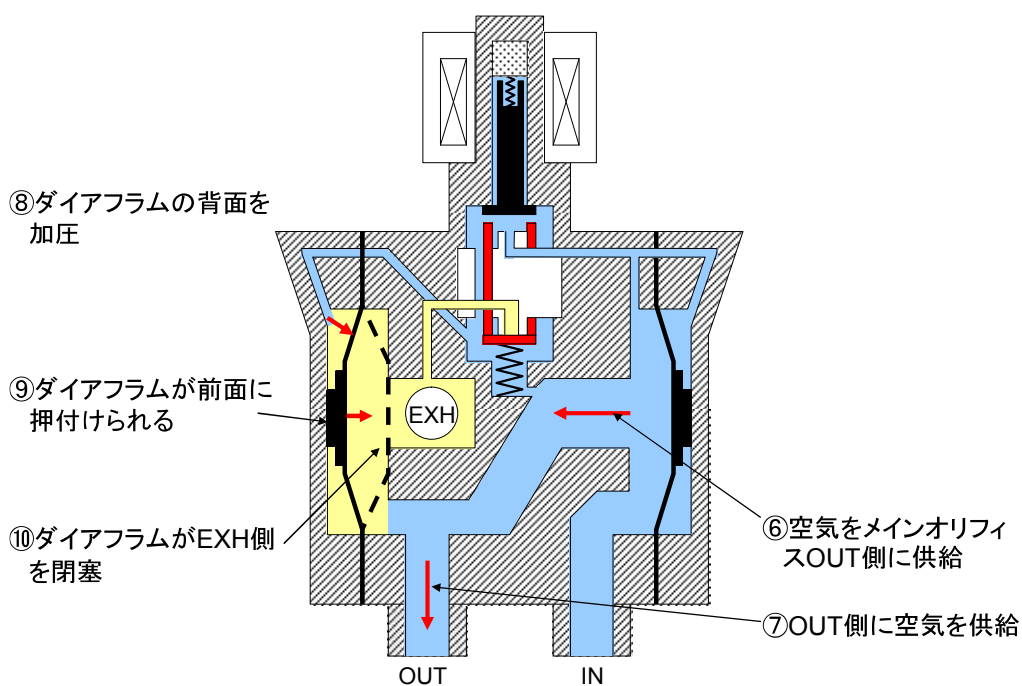 ⑧ダイアフラムの背面を
加圧
⑨ダイアフラムが前面に
押付けられる
EXH
⑩ダイアフラムがEXH側
を閉塞
⑥空気をメインオリフィ
スOUT側に供給
⑦OUT側に空気を供給
OUT
IN